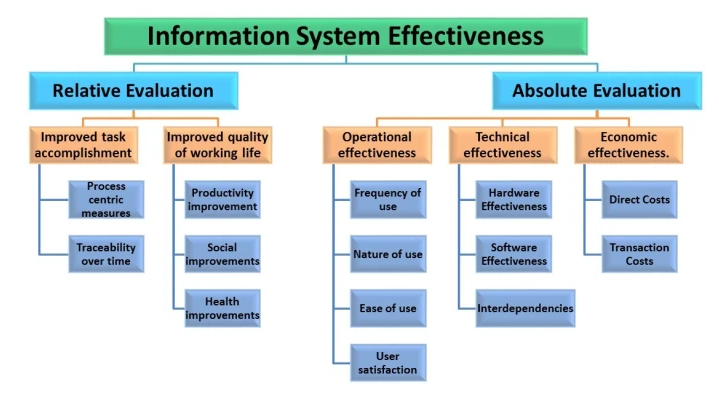 Information System Effectiveness
Relative Evaluation
Absolute Evaluation
Improved task
accomplishment
Improved quality
of working life
Operational
effectiveness
Technical
effectiveness
Economic
effectiveness.
Process
centric
measures
Traceability
over time
Productivity
improvement
Social
improvements
Health
improvements
Frequency of
use
Nature of use
Ease of use
User
satisfaction
Hardware
Effectiveness
Software
Effectiveness
Interdependencies
Direct Costs
Transaction
Costs